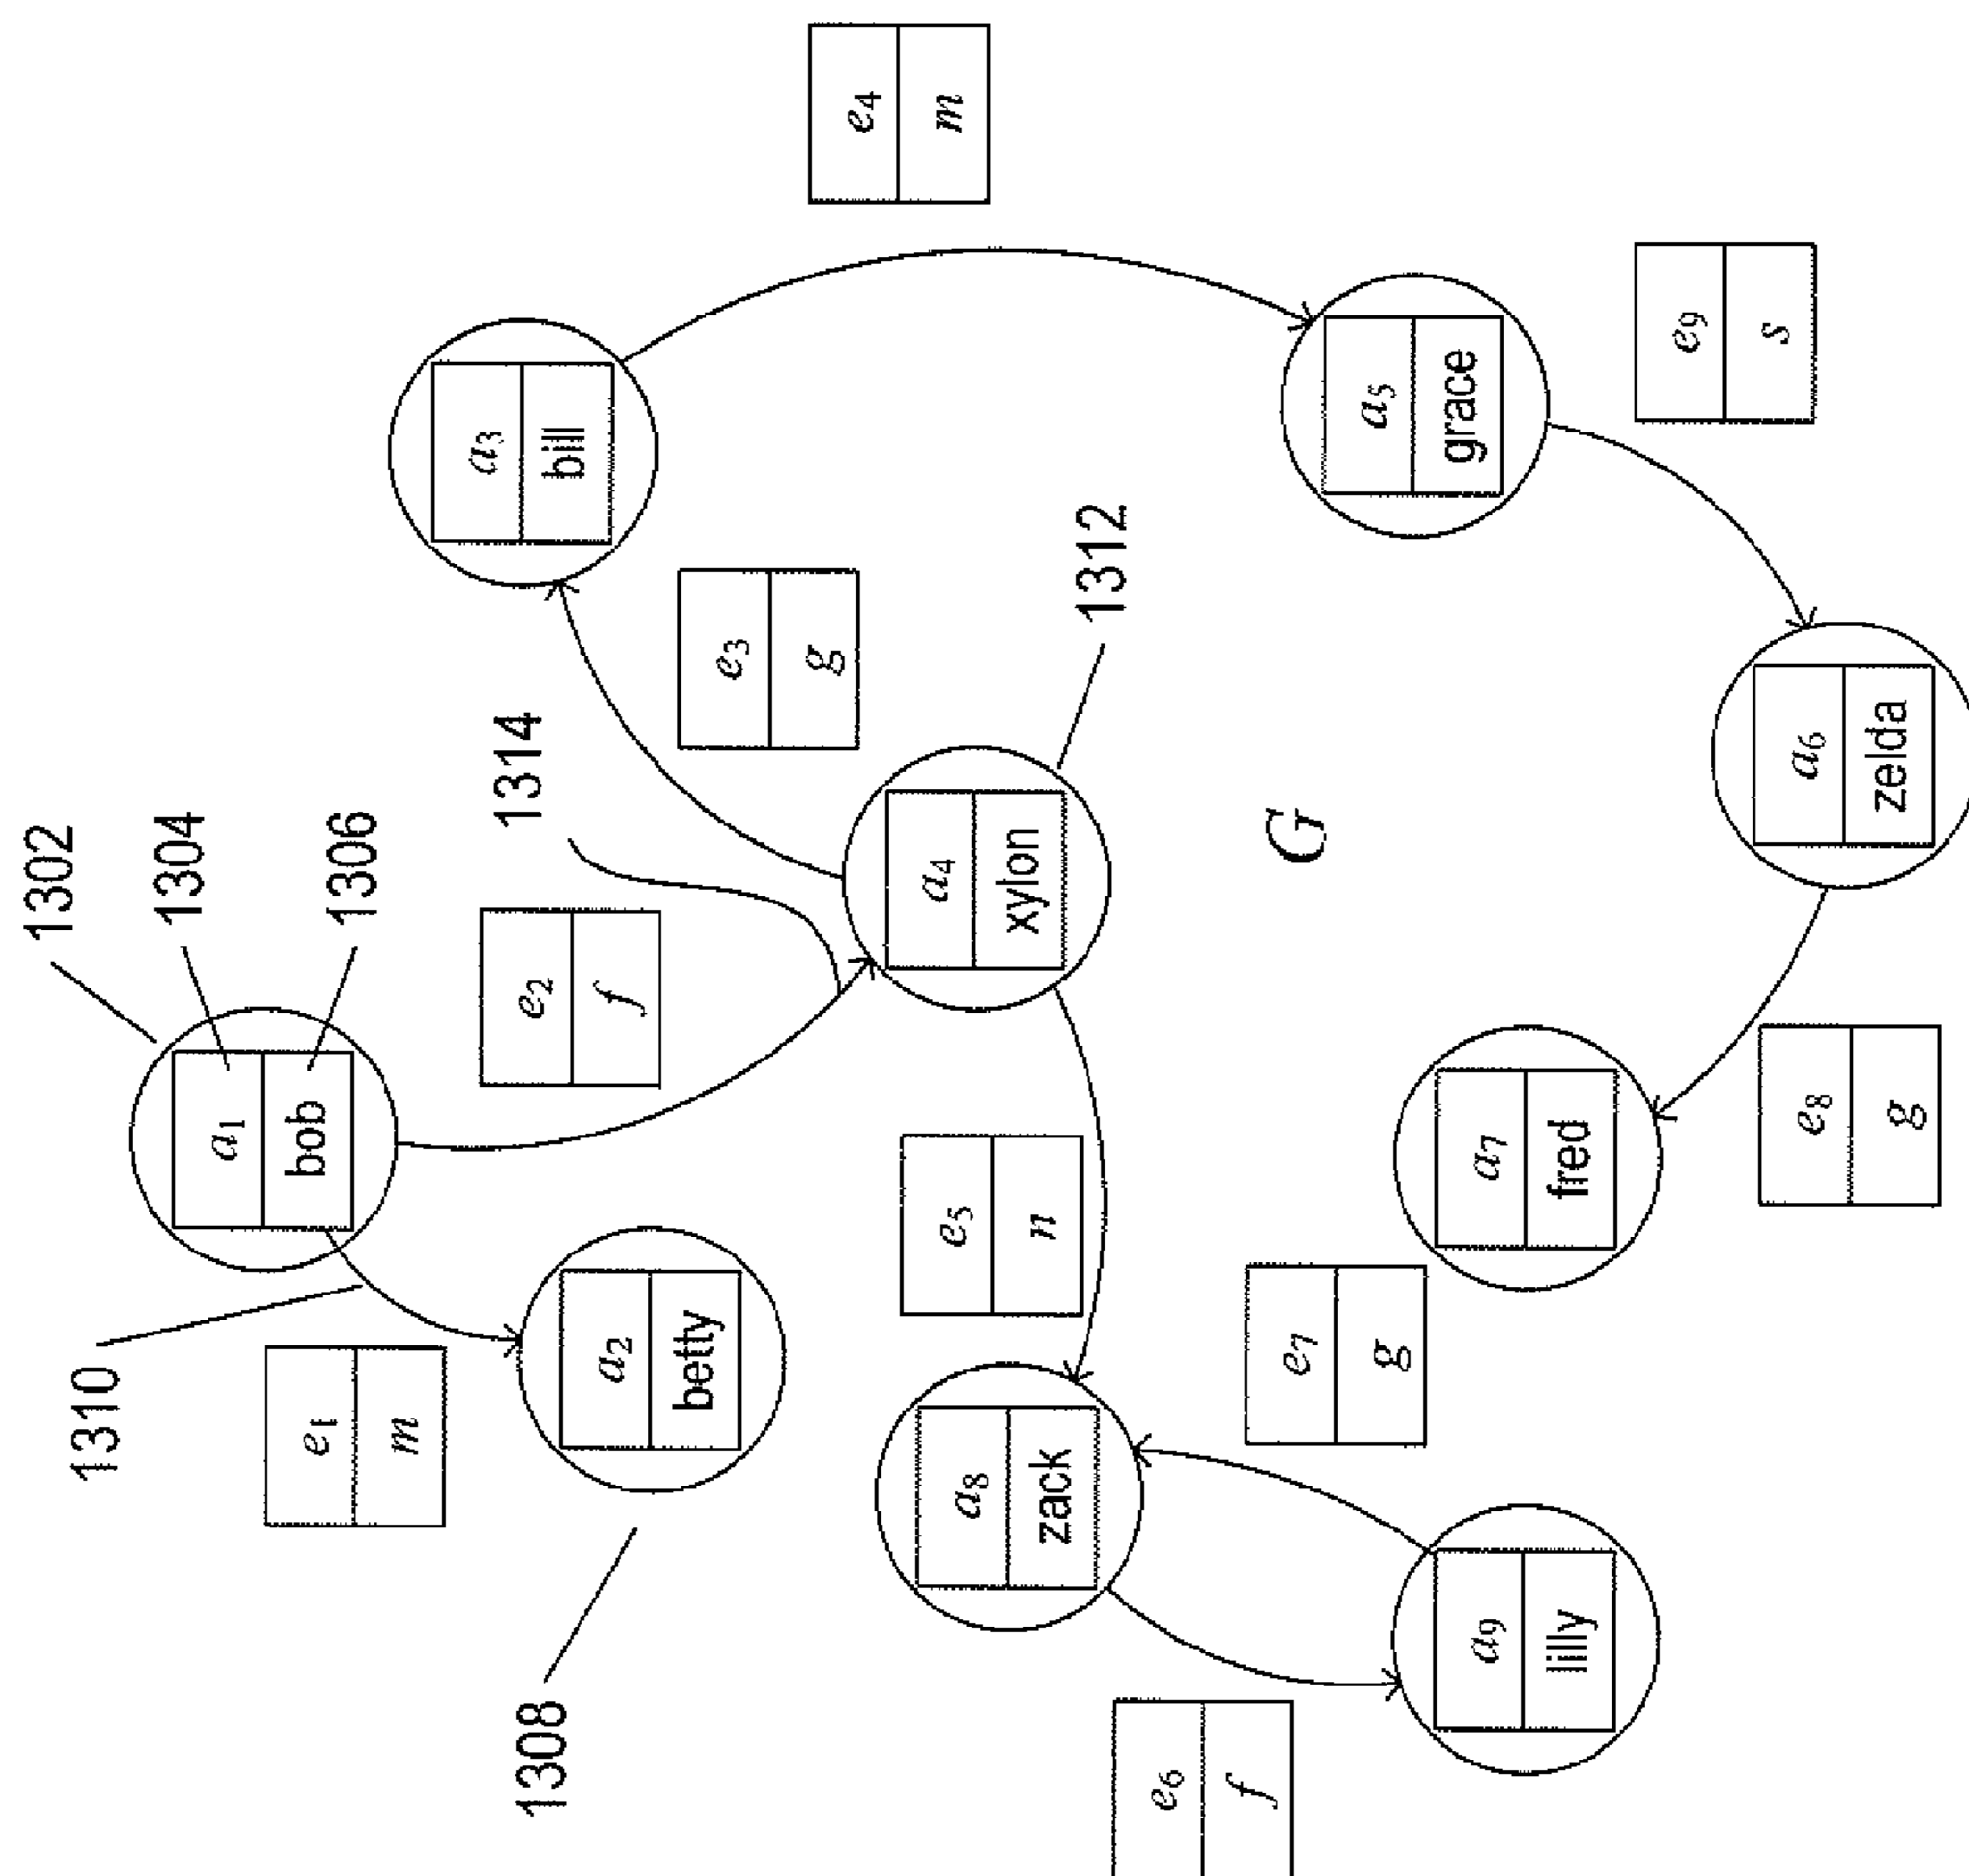 1302
1310
1304
1306
a₁
bob
e₁
m
a₃
bill
1314
e₂
f
1308
a₂
betty
e₃
g
e₄
m
a₄
xylon
e₅
n
a₈
zack
1312
e₆
f
G
e₇
g
a₅
grace
a₇
fred
a₉
lilly
e₉
s
a₆
zelda
e₈
g